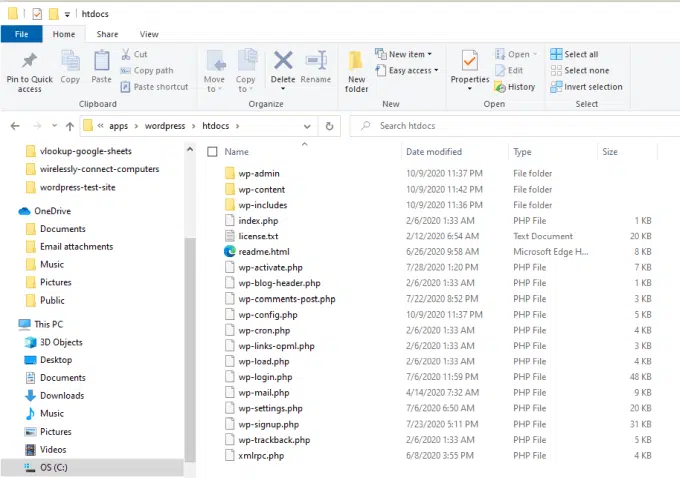 htdocs
File Home Share View
Pin to Quick access
Copy
Paste
Cut
Copy path
Paste shortcut
Clipboard
Move to
Copy to
Delete
Rename
Organize
New folder
New item
Easy access
New
Properties
Open
Edit
History
Open
Select all
Select none
Invert selection
Select
« apps > wordpress > htdocs >
Search htdocs
vlookup-google-sheets
wirelessly-connect-computers
wordpress-test-site
OneDrive
Documents
Email attachments
Music
Pictures
Public
This PC
3D Objects
Desktop
Documents
Downloads
Music
Pictures
Videos
OS (C:)
Name Date modified Type Size
wp-admin 10/9/2020 11:37 PM File folder
wp-content 10/9/2020 11:42 PM File folder
wp-includes 10/9/2020 11:36 PM File folder
index.php 2/6/2020 1:33 AM PHP File 1 KB
license.txt 2/12/2020 6:54 AM Text Document 20 KB
readme.html 6/26/2020 9:58 AM Microsoft Edge H... 8 KB
wp-activate.php 7/28/2020 1:20 PM PHP File 7 KB
wp-blog-header.php 2/6/2020 1:33 AM PHP File 1 KB
wp-comments-post.php 7/22/2020 8:52 PM PHP File 3 KB
wp-config.php 10/9/2020 11:37 PM PHP File 5 KB
wp-cron.php 2/6/2020 1:33 AM PHP File 4 KB
wp-links-opml.php 2/6/2020 1:33 AM PHP File 3 KB
wp-load.php 2/6/2020 1:33 AM PHP File 4 KB
wp-login.php 7/6/2020 11:59 PM PHP File 48 KB
wp-mail.php 4/14/2020 7:32 AM PHP File 9 KB
wp-settings.php 7/6/2020 6:50 AM PHP File 20 KB
wp-signup.php 7/23/2020 5:11 PM PHP File 31 KB
wp-trackback.php 2/6/2020 1:33 AM PHP File 5 KB
xmlrpc.php 6/8/2020 3:55 PM PHP File 4 KB